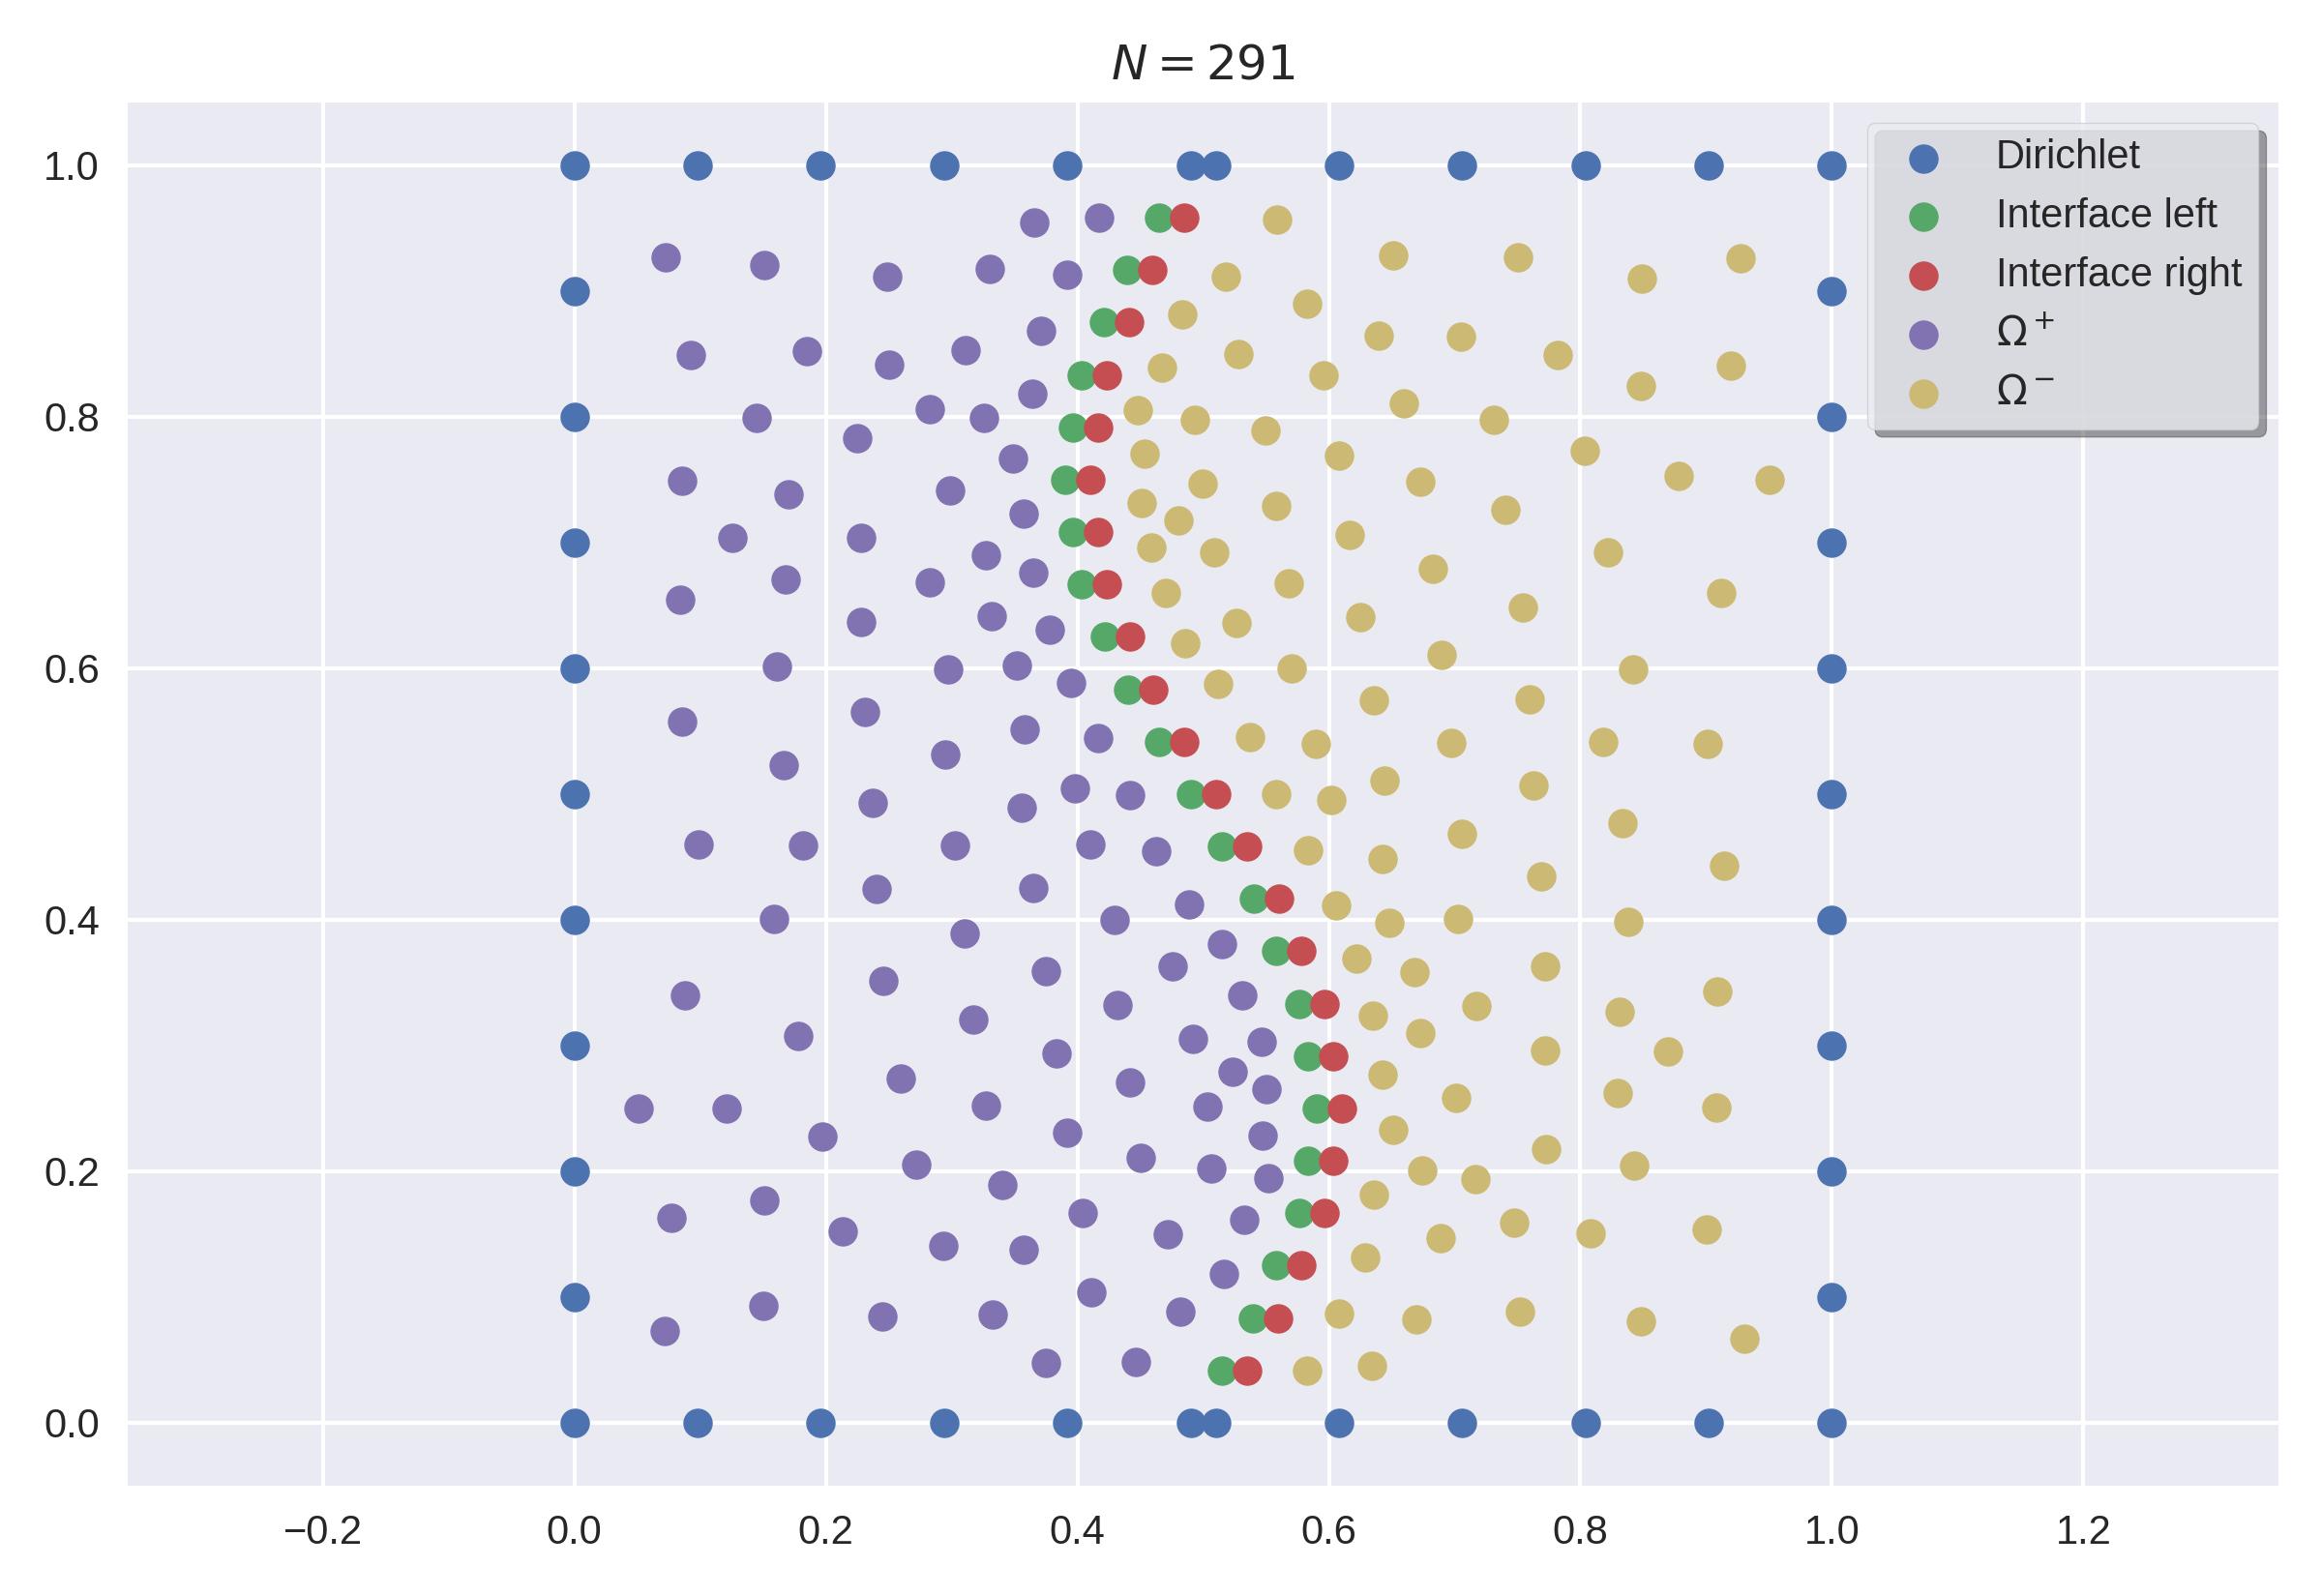 N = 291
1.0
0.8
0.6
0.4
0.2
0.0
−0.2 0.0 0.2 0.4 0.6 0.8 1.0 1.2
Dirichlet
Interface left
Interface right
Ω⁺
Ω⁻